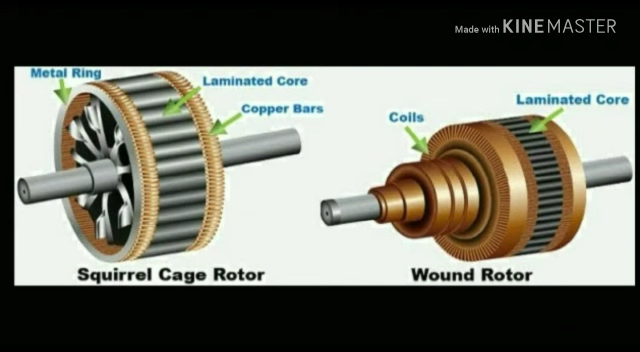 Made with KINEMASTER
Metal Ring
Laminated Core
Copper Bars
Squirrel Cage Rotor
Laminated Core
Coils
Wound Rotor